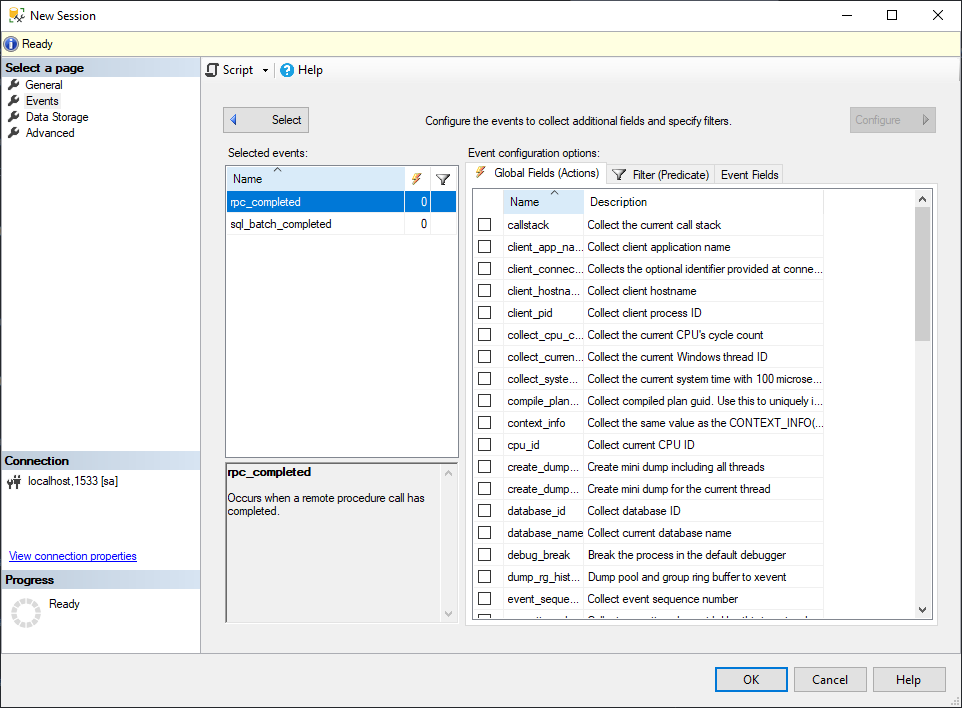 New Session
Ready
Select a page
General
Events
Data Storage
Advanced
Script
Help
Select
Configure the events to collect additional fields and specify filters.
Configure
Selected events:
Name
rpc_completed 0
sql_batch_completed 0
rpc_completed
Occurs when a remote procedure call has
completed.
Event configuration options:
Global Fields (Actions)
Filter (Predicate)
Event Fields
Name Description
callstack Collect the current call stack
client_app_na... Collect client application name
client_connec... Collects the optional identifier provided at conne...
client_hostna... Collect client hostname
client_pid Collect client process ID
collect_cpu_c... Collect the current CPU's cycle count
collect_curren... Collect the current Windows thread ID
collect_syste... Collect the current system time with 100 microse...
compile_plan... Collect compiled plan guid. Use this to uniquely i...
context_info Collect the same value as the CONTEXT_INFO(...
cpu_id Collect current CPU ID
create_dump... Create mini dump including all threads
create_dump... Create mini dump for the current thread
database_id Collect database ID
database_name Collect current database name
debug_break Break the process in the default debugger
dump_rg_hist... Dump pool and group ring buffer to xevent
event_seque... Collect event sequence number
Connection
localhost,1533 [sa]
View connection properties
Progress
Ready
OK
Cancel
Help